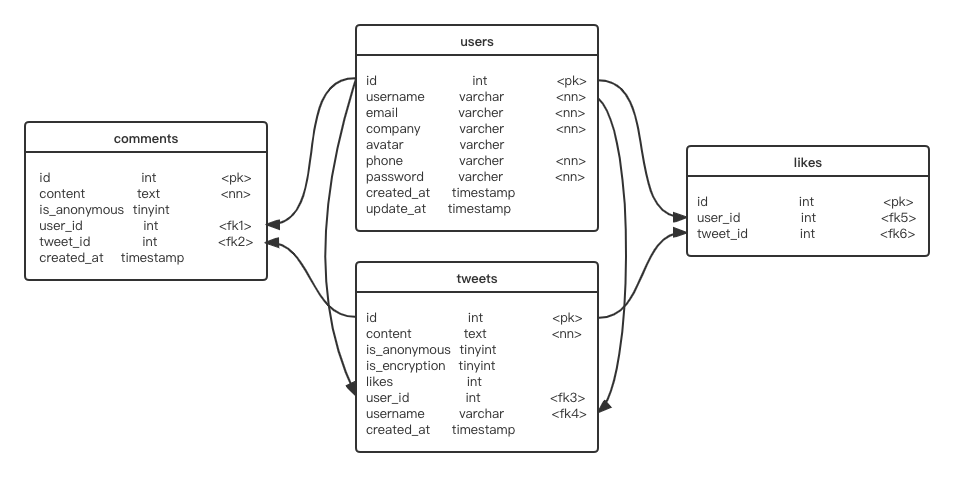 users
id int <pk>
username varchar <nn>
email varcher <nn>
company varcher <nn>
avatar varcher
phone varcher <nn>
password varcher <nn>
created_at timestamp
update_at timestamp
comments
id int <pk>
content text <nn>
is_anonymous tinyint
user_id int <fk1>
tweet_id int <fk2>
created_at timestamp
likes
id int <pk>
user_id int <fk5>
tweet_id int <fk6>
tweets
id int <pk>
content text <nn>
is_anonymous tinyint
is_encryption tinyint
likes int
user_id int <fk3>
username varchar <fk4>
created_at timestamp